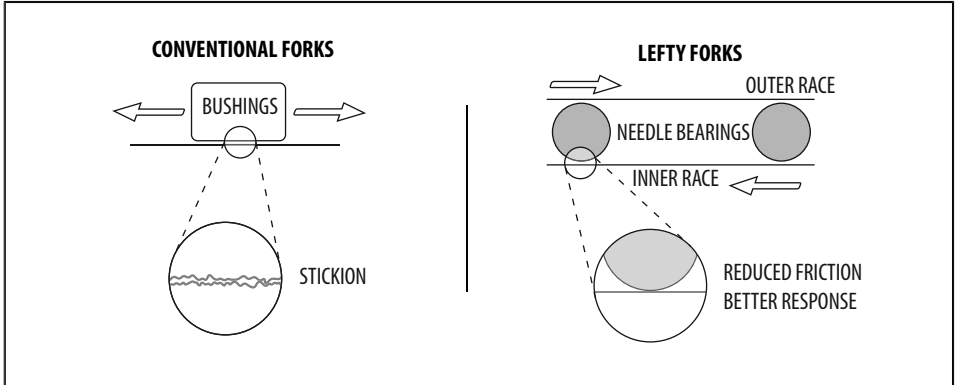 CONVENTIONAL FORKS
BUSHINGS
STICKION
LEFTY FORKS
OUTER RACE
NEEDLE BEARINGS
INNER RACE
REDUCED FRICTION
BETTER RESPONSE